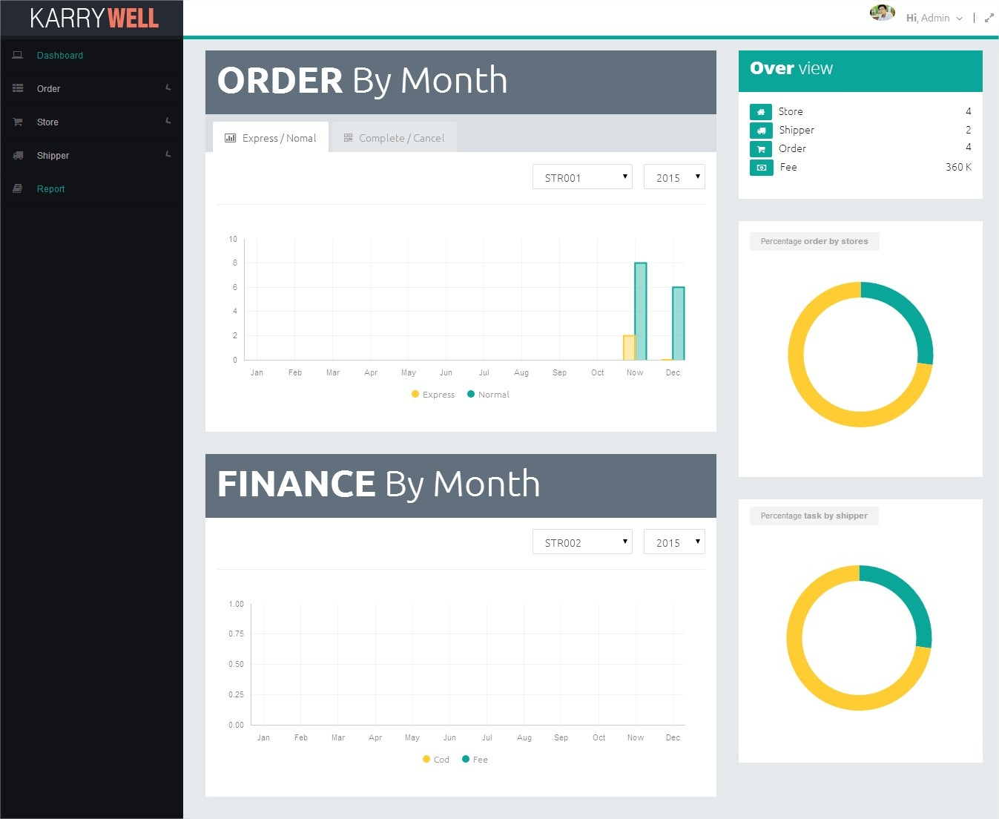 KARRYWELL
Hi, Admin
Dashboard
Order
Store
Shipper
Report
ORDER By Month
Express / Nomal
Complete / Cancel
STR001
2015
10
8
6
4
2
0
Jan Feb Mar Apr May Jun Jul Aug Sep Oct Now Dec
Express Normal
FINANCE By Month
STR002
2015
1.00
0.75
0.50
0.25
0.00
Jan Feb Mar Apr May Jun Jul Aug Sep Oct Now Dec
Cod Fee
Over view
Store 4
Shipper 2
Order 4
Fee 360 K
Percentage order by stores
Percentage task by shipper